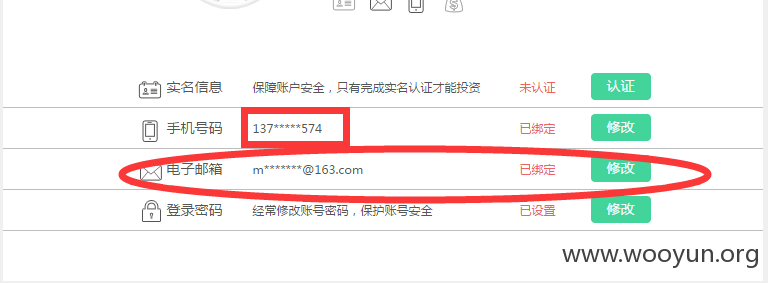 实名信息 保障账户安全，只有完成实名认证才能投资 未认证 认证
手机号码 137*****574 已绑定 修改
电子邮箱 m*******@163.com 已绑定 修改
登录密码 经常修改账号密码，保护账号安全 已设置 修改
www.wooyun.org